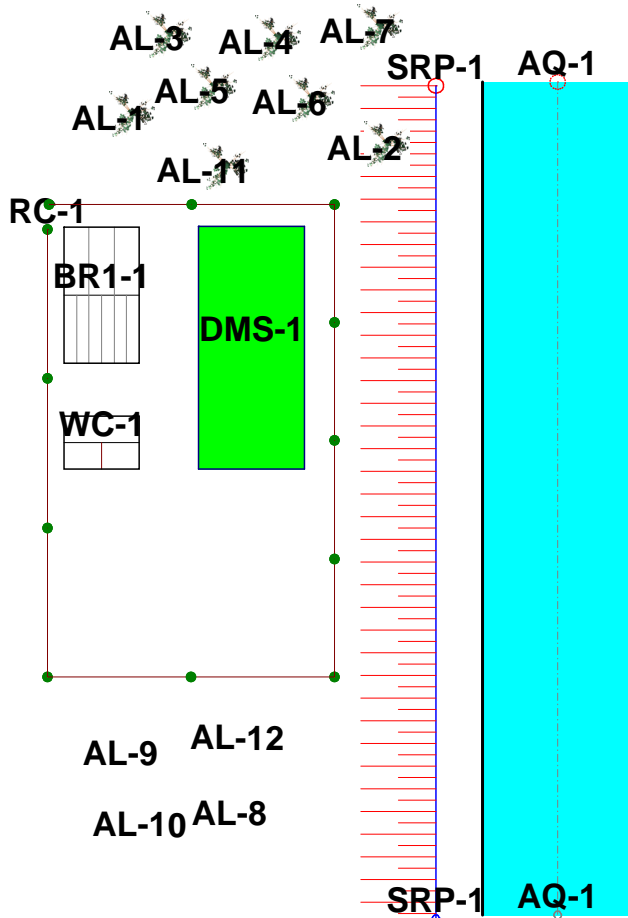 AL-3
AL-4
AL-7
SRP-1
AQ-1
AL-5
AL-6
AL-1
AL-2
AL-11
RC-1
BR1-1
DMS-1
WC-1
AL-12
AL-9
AL-8
AL-10
SRP-1
AQ-1